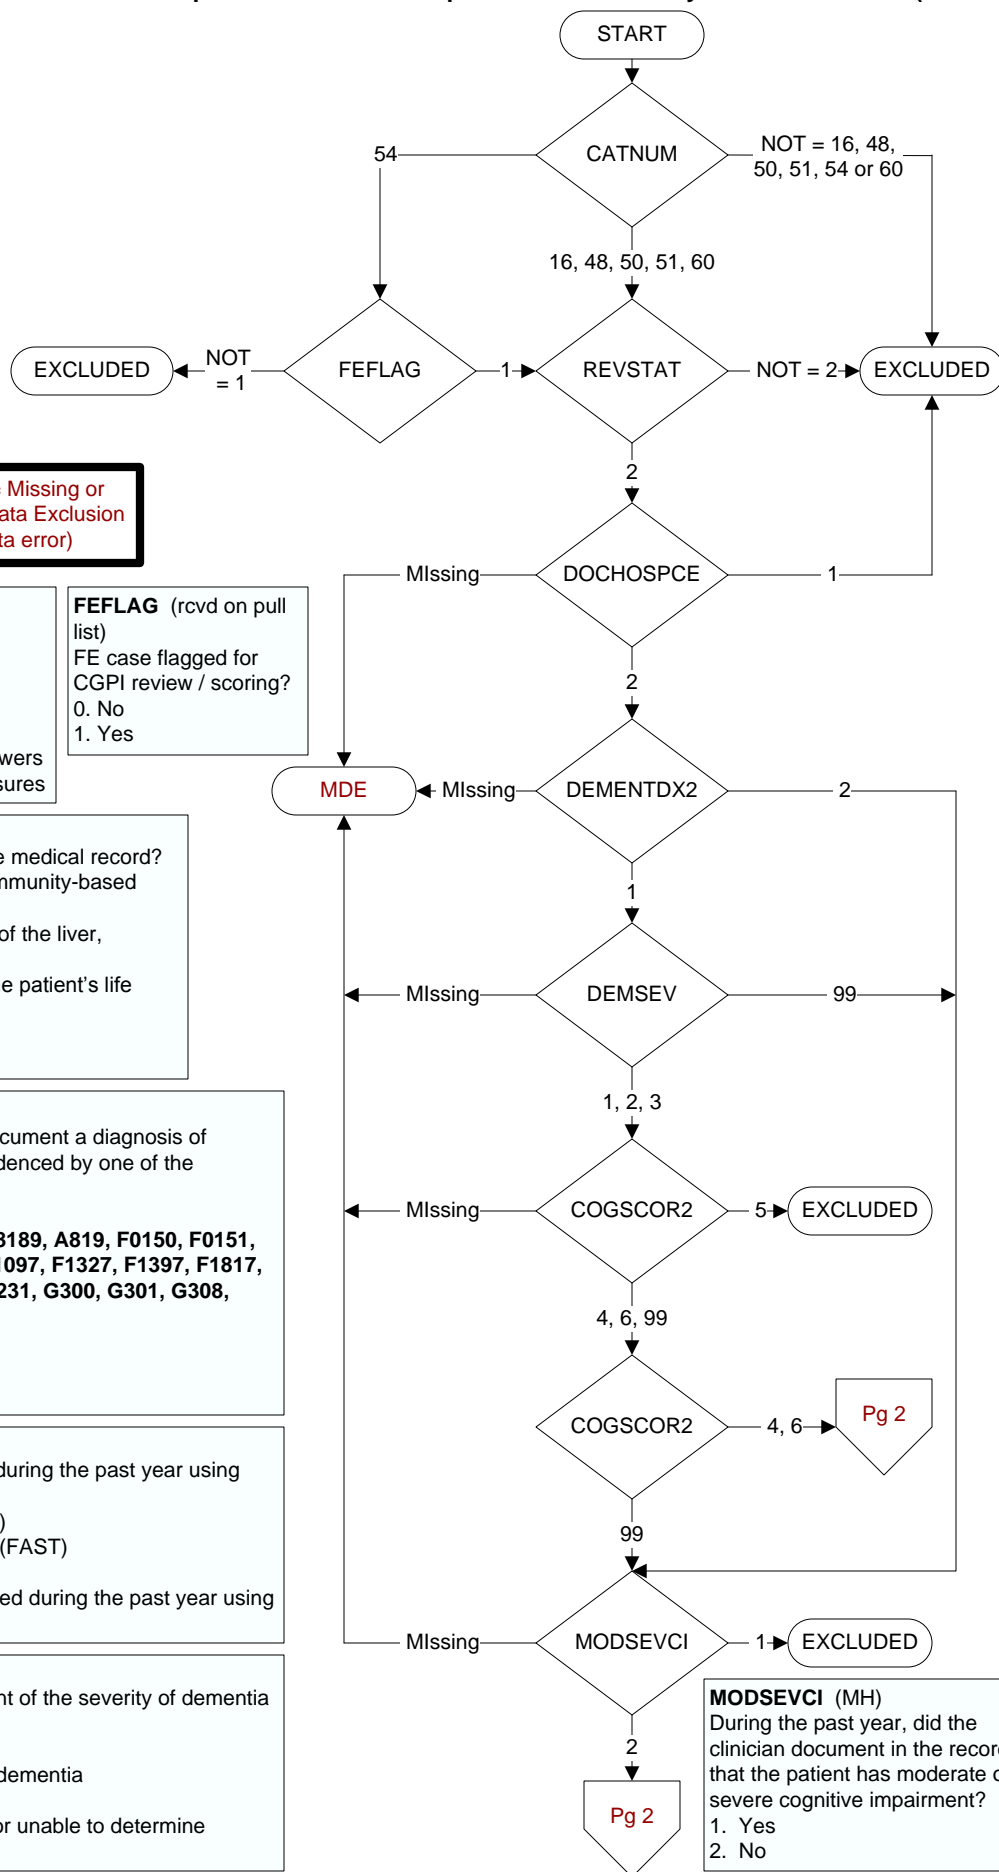 START
CATNUM
54
NOT = 16, 48,
50, 51, 54 or 60
16, 48, 50, 51, 60
EXCLUDED
NOT
= 1
FEFLAG
1
REVSTAT
NOT = 2
EXCLUDED
2
Missing or
ata Exclusion
ta error)
MIssing
DOCHOSPCE
1
FEFLAG (rcvd on pull
list)
FE case flagged for
CGPI review / scoring?
0. No
1. Yes
wers
sures
2
MDE
MIssing
DEMENTDX2
2
e medical record?
mmunity-based
of the liver,
e patient's life
1
MIssing
DEMSEV
99
1, 2, 3
cument a diagnosis of
denced by one of the
8189, A819, F0150, F0151,
1097, F1327, F1397, F1817,
231, G300, G301, G308,
MIssing
COGSCOR2
5
EXCLUDED
4, 6, 99
COGSCOR2
4, 6
Pg 2
during the past year using
)
(FAST)
ed during the past year using
99
MIssing
MODSEVCI
1
EXCLUDED
nt of the severity of dementia
dementia
or unable to determine
2
Pg 2
MODSEVCI (MH)
During the past year, did the
clinician document in the record
that the patient has moderate o
severe cognitive impairment?
1. Yes
2. No